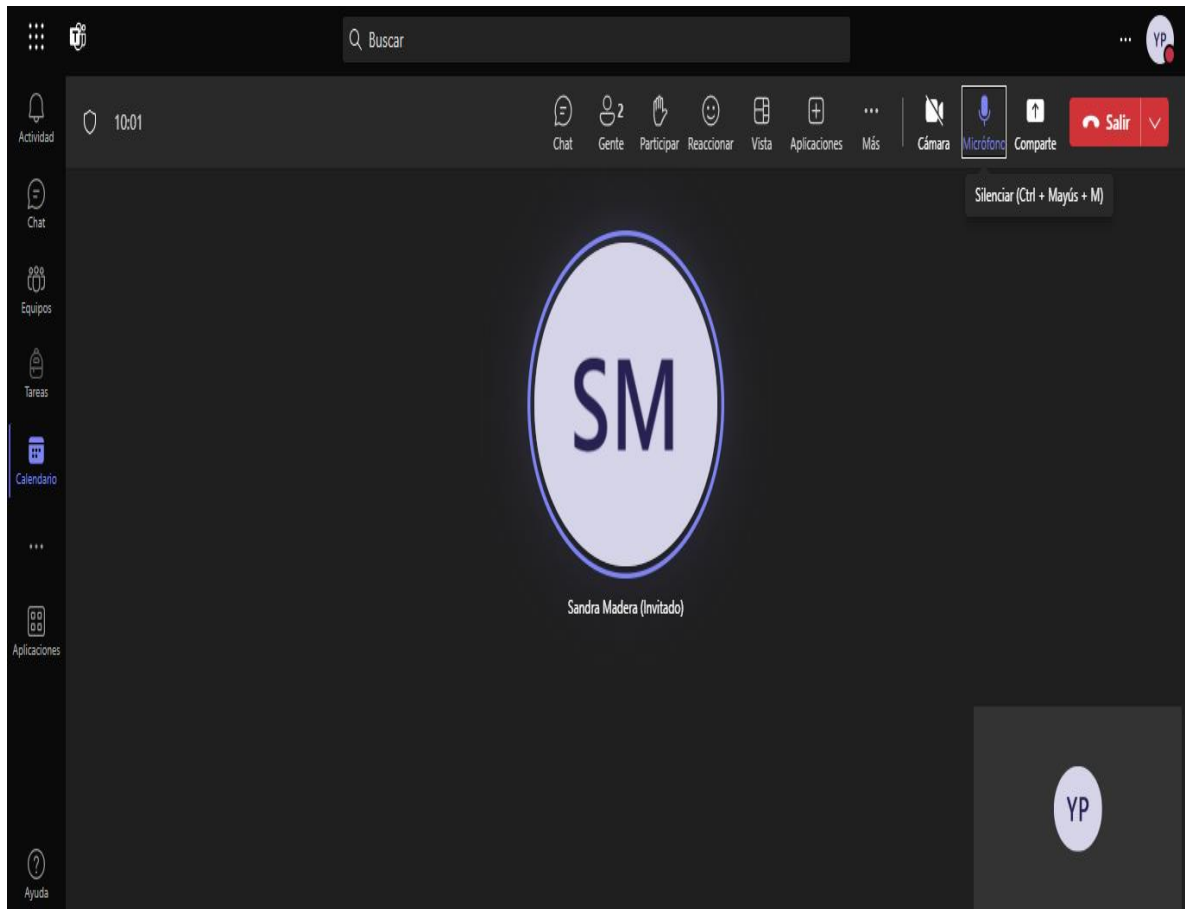 Buscar
YP
Actividad
Chat
Equipos
Tareas
Calendario
Aplicaciones
Ayuda
10:01
Chat
2
Gente
Participar
Reaccionar
Vista
Aplicaciones
Más
Cámara
Micrófono
Comparte
Salir
Silenciar (Ctrl + Mayús + M)
SM
Sandra Madera (Invitado)
YP